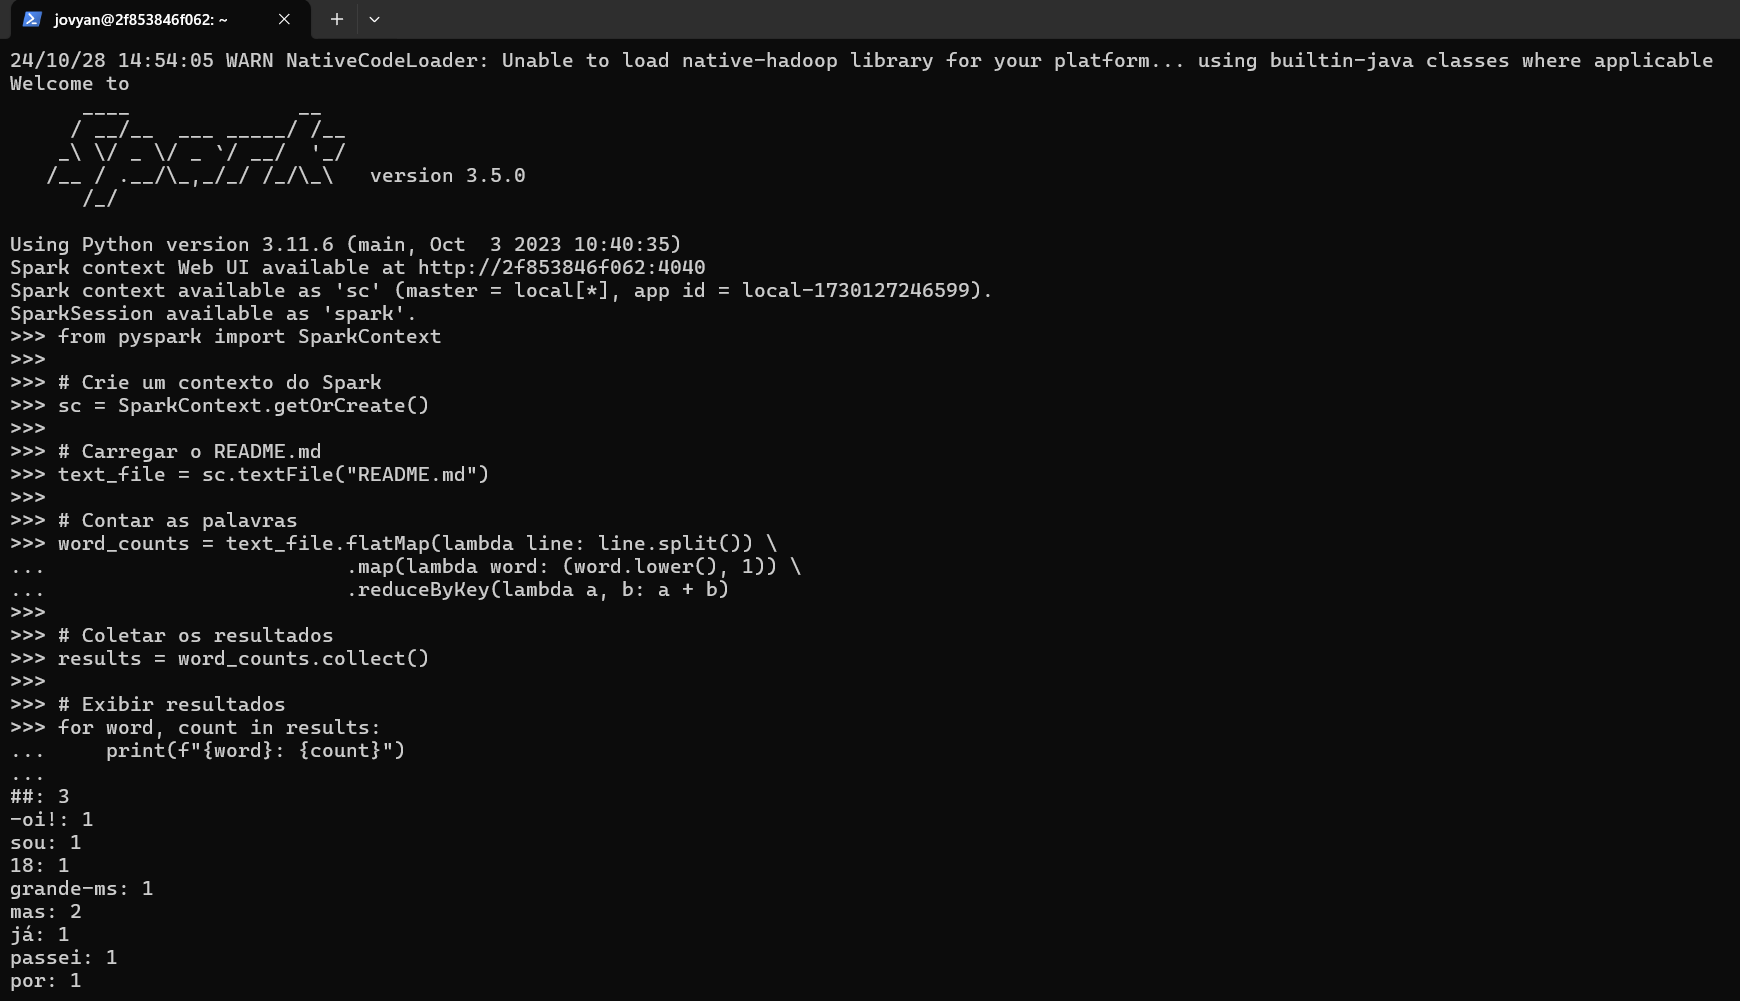 jovyan@2f853846f062: ~
24/10/28 14:54:05 WARN NativeCodeLoader: Unable to load native-hadoop library for your platform... using builtin-java classes where applicable
Welcome to
      ____              __
     / __/__  ___ _____/ /__
    _\ \/ _ \/ _ `/ __/  '_/
   /__ / .__/\_,_/_/ /_/\_\   version 3.5.0
      /_/
Using Python version 3.11.6 (main, Oct  3 2023 10:40:35)
Spark context Web UI available at http://2f853846f062:4040
Spark context available as 'sc' (master = local[*], app id = local-1730127246599).
SparkSession available as 'spark'.
>>> from pyspark import SparkContext
>>>
>>> # Crie um contexto do Spark
>>> sc = SparkContext.getOrCreate()
>>>
>>> # Carregar o README.md
>>> text_file = sc.textFile("README.md")
>>>
>>> # Contar as palavras
>>> word_counts = text_file.flatMap(lambda line: line.split()) \
...                         .map(lambda word: (word.lower(), 1)) \
...                         .reduceByKey(lambda a, b: a + b)
>>>
>>> # Coletar os resultados
>>> results = word_counts.collect()
>>>
>>> # Exibir resultados
>>> for word, count in results:
...     print(f"{word}: {count}")
...
##: 3
-oi!: 1
sou: 1
18: 1
grande-ms: 1
mas: 2
já: 1
passei: 1
por: 1